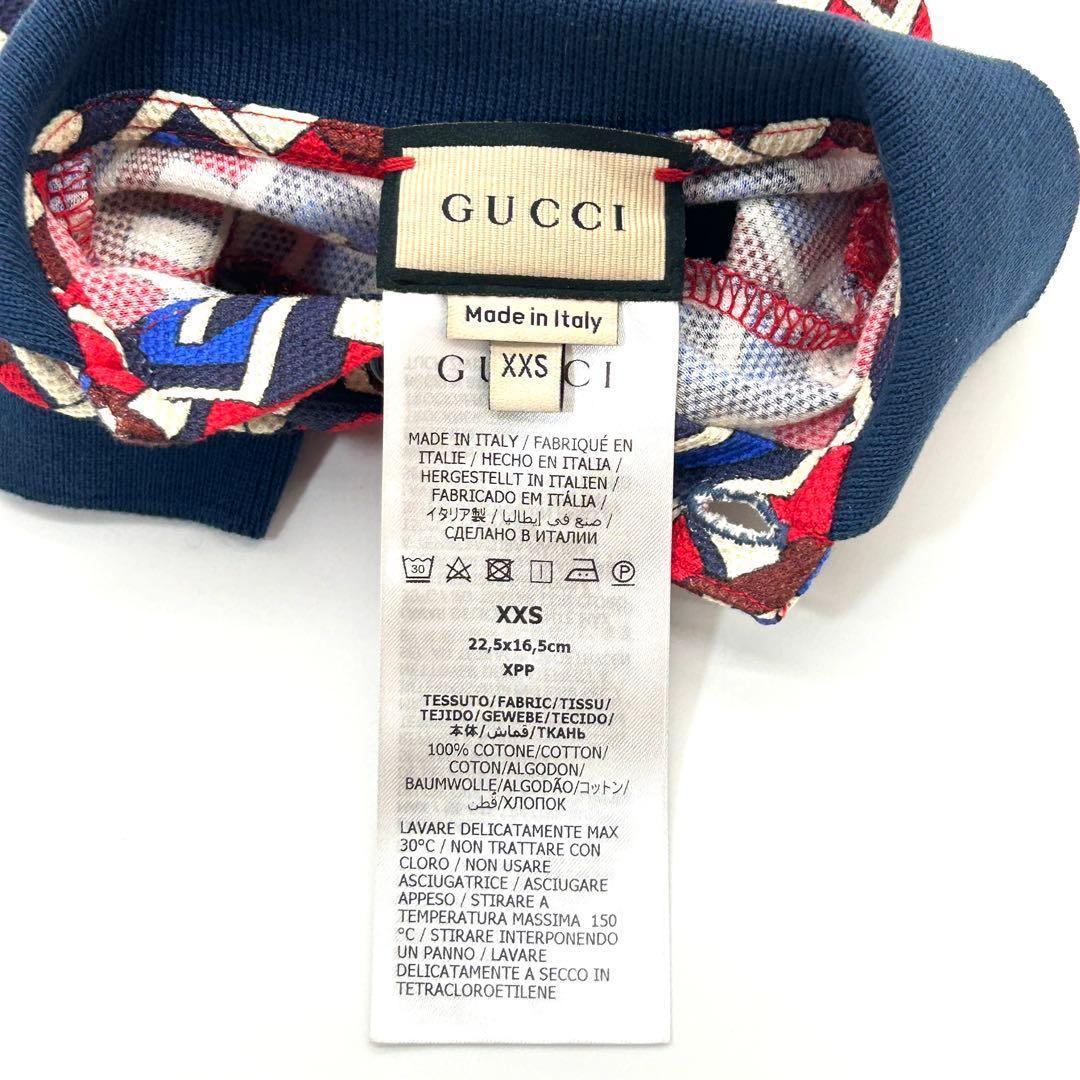 GUCCI
Made in Italy
XXS
GUCCI
MADE IN ITALY / FABRIQUÉ EN
ITALIE / HECHO EN ITALIA /
HERGESTELLT IN ITALIEN /
FABRICADO EM ITÁLIA /
イタリア製 / صنع في إيطاليا /
СДЕЛАНО В ИТАЛИИ
30 P
XXS
22,5x16,5cm
XPP
TESSUTO/FABRIC/TISSU/
TEJIDO/GEWEBE/TECIDO/
本体/قماش/ТКАНЬ
100% COTONE/COTTON/
COTON/ALGODON/
BAUMWOLLE/ALGODÃO/コットン/
قطن/ХЛОПОК
LAVARE DELICATAMENTE MAX
30°C / NON TRATTARE CON
CLORO / NON USARE
ASCIUGATRICE / ASCIUGARE
APPESO / STIRARE A
TEMPERATURA MASSIMA 150
°C / STIRARE INTERPONENDO
UN PANNO / LAVARE
DELICATAMENTE A SECCO IN
TETRACLOROETILENE